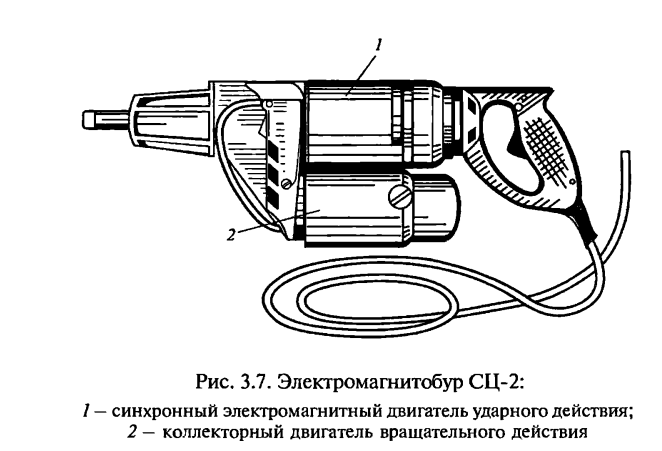 1
2
Рис. 3.7. Электромагнитобур СЦ-2:
1 — синхронный электромагнитный двигатель ударного действия;
2 — коллекторный двигатель вращательного действия